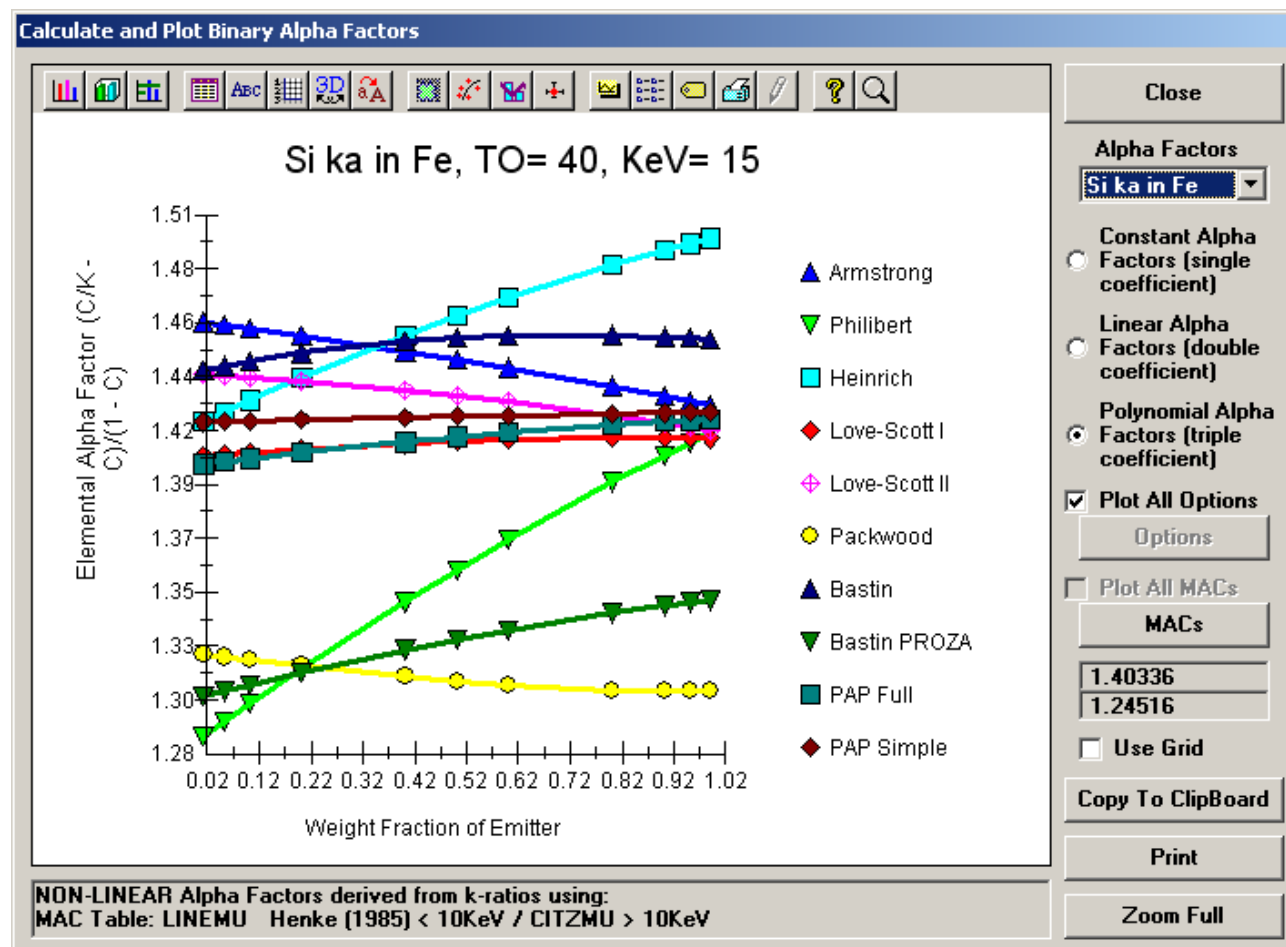 Calculate and Plot Binary Alpha Factors
ABC
3D
aA
Si ka in Fe, TO= 40, KeV= 15
Elemental Alpha Factor (C/K -
C)/(1 - C)
1.51
1.48
1.46
1.44
1.42
1.39
1.37
1.35
1.33
1.30
1.28
0.02 0.12 0.22 0.32 0.42 0.52 0.62 0.72 0.82 0.92 1.02
Weight Fraction of Emitter
Armstrong
Philibert
Heinrich
Love-Scott I
Love-Scott II
Packwood
Bastin
Bastin PROZA
PAP Full
PAP Simple
NON-LINEAR Alpha Factors derived from k-ratios using:
MAC Table: LINEMU Henke (1985) < 10KeV / CITZMU > 10KeV
Close
Alpha Factors
Si ka in Fe
Constant Alpha
Factors (single
coefficient)
Linear Alpha
Factors (double
coefficient)
Polynomial Alpha
Factors (triple
coefficient)
Plot All Options
Options
Plot All MACs
MACs
1.40336
1.24516
Use Grid
Copy To ClipBoard
Print
Zoom Full